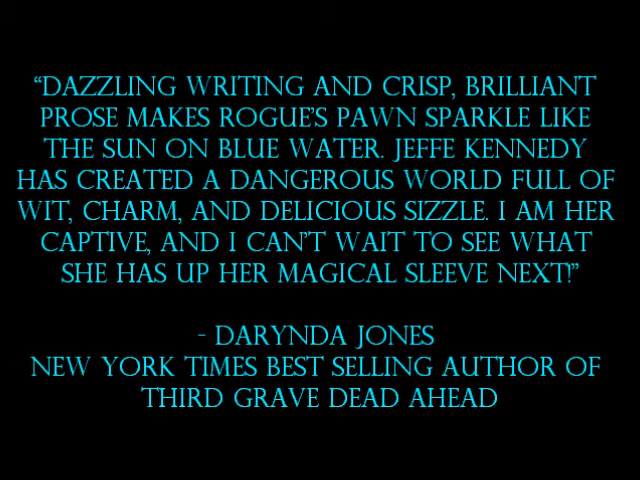 “DAZZLING WRITING AND CRISP, BRILLIANT
PROSE MAKES ROGUE’S PAWN SPARKLE LIKE
THE SUN ON BLUE WATER. JEFFE KENNEDY
HAS CREATED A DANGEROUS WORLD FULL OF
WIT, CHARM, AND DELICIOUS SIZZLE. I AM HER
CAPTIVE, AND I CAN’T WAIT TO SEE WHAT
SHE HAS UP HER MAGICAL SLEEVE NEXT!”
- DARYNDA JONES
NEW YORK TIMES BEST SELLING AUTHOR OF
THIRD GRAVE DEAD AHEAD